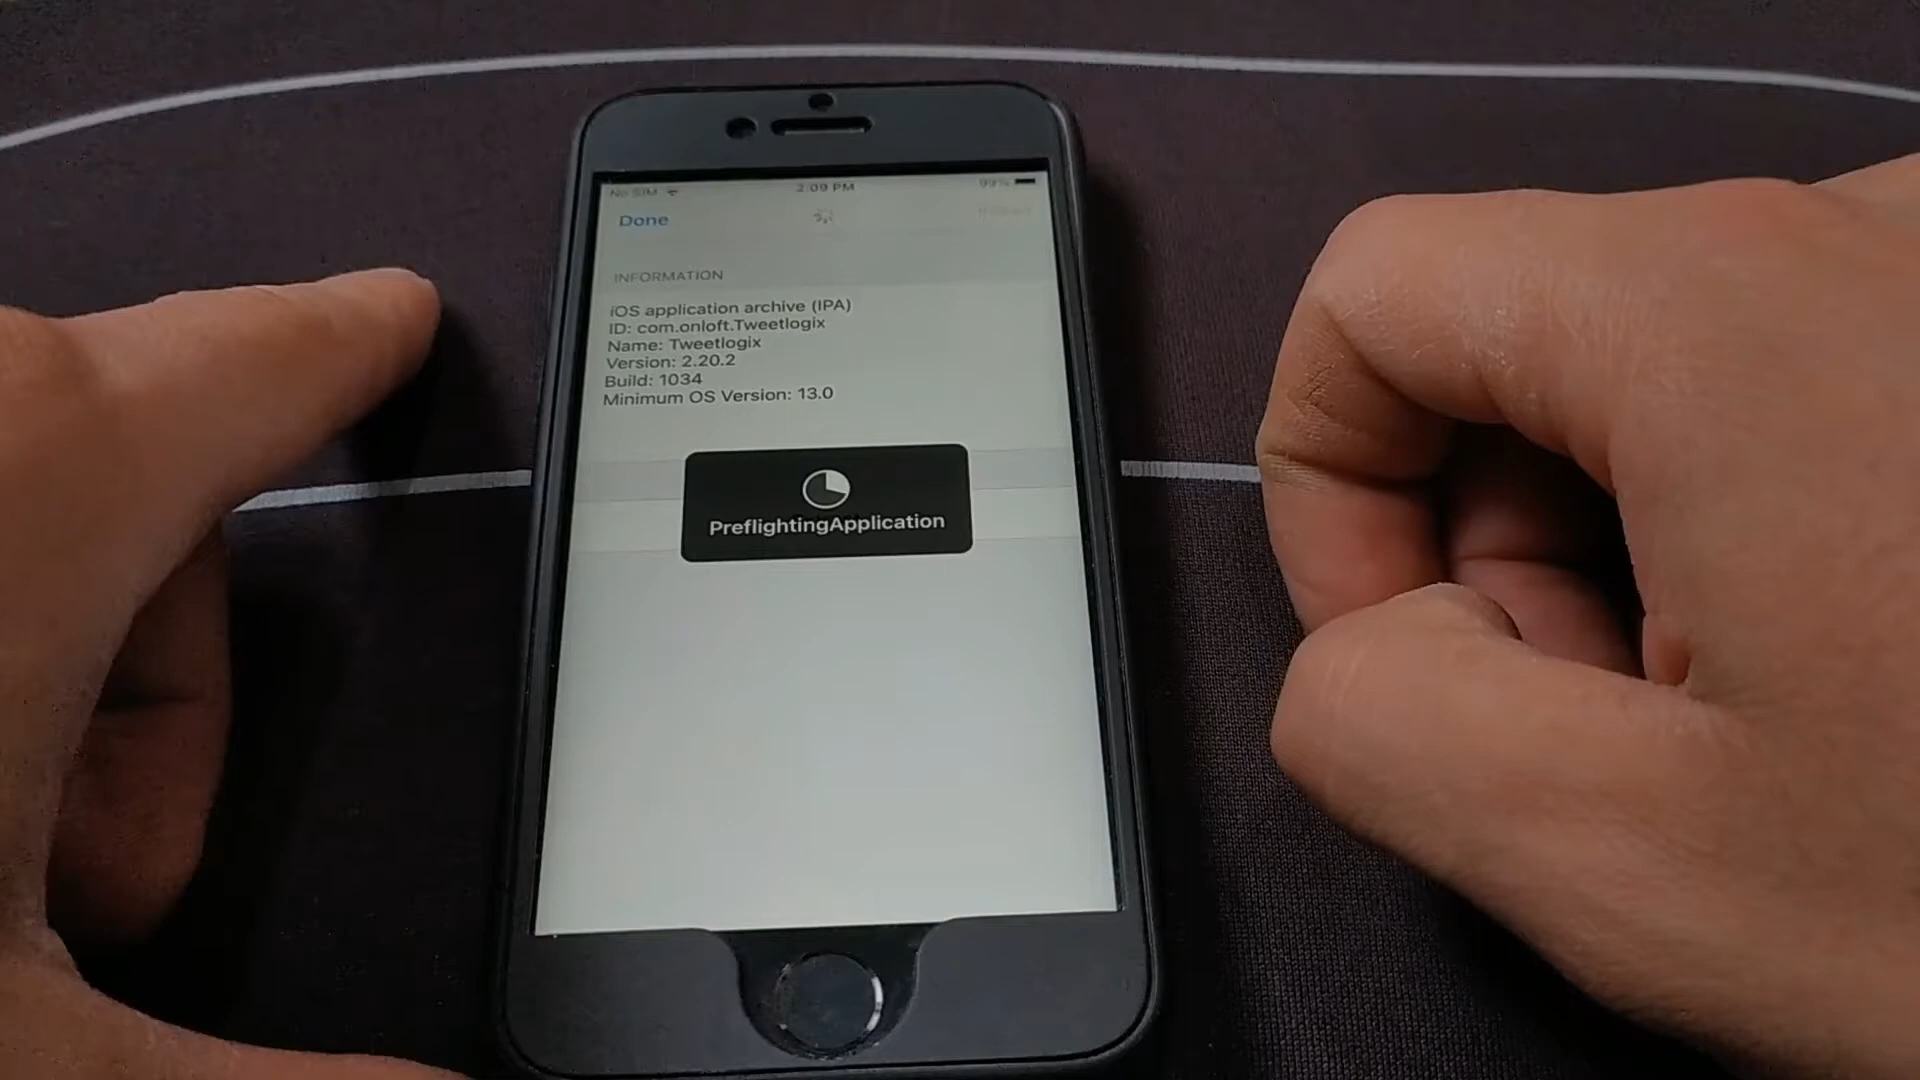 No SIM 2:09 PM 99%
Done
INFORMATION
iOS application archive (IPA)
ID: com.onloft.Tweetlogix
Name: Tweetlogix
Version: 2.20.2
Build: 1034
Minimum OS Version: 13.0
PreflightingApplication